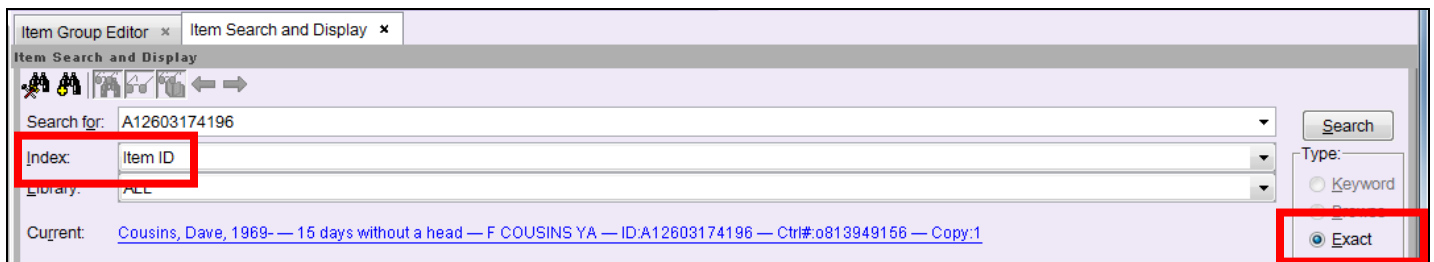 Item Group Editor × Item Search and Display ×
Item Search and Display
Search for: A12603174196 Search
Index: Item ID Type:
Library: ALL Keyword
Browse
Current: Cousins, Dave, 1969- — 15 days without a head — F COUSINS YA — ID:A12603174196 — Ctrl#:o813949156 — Copy:1 Exact